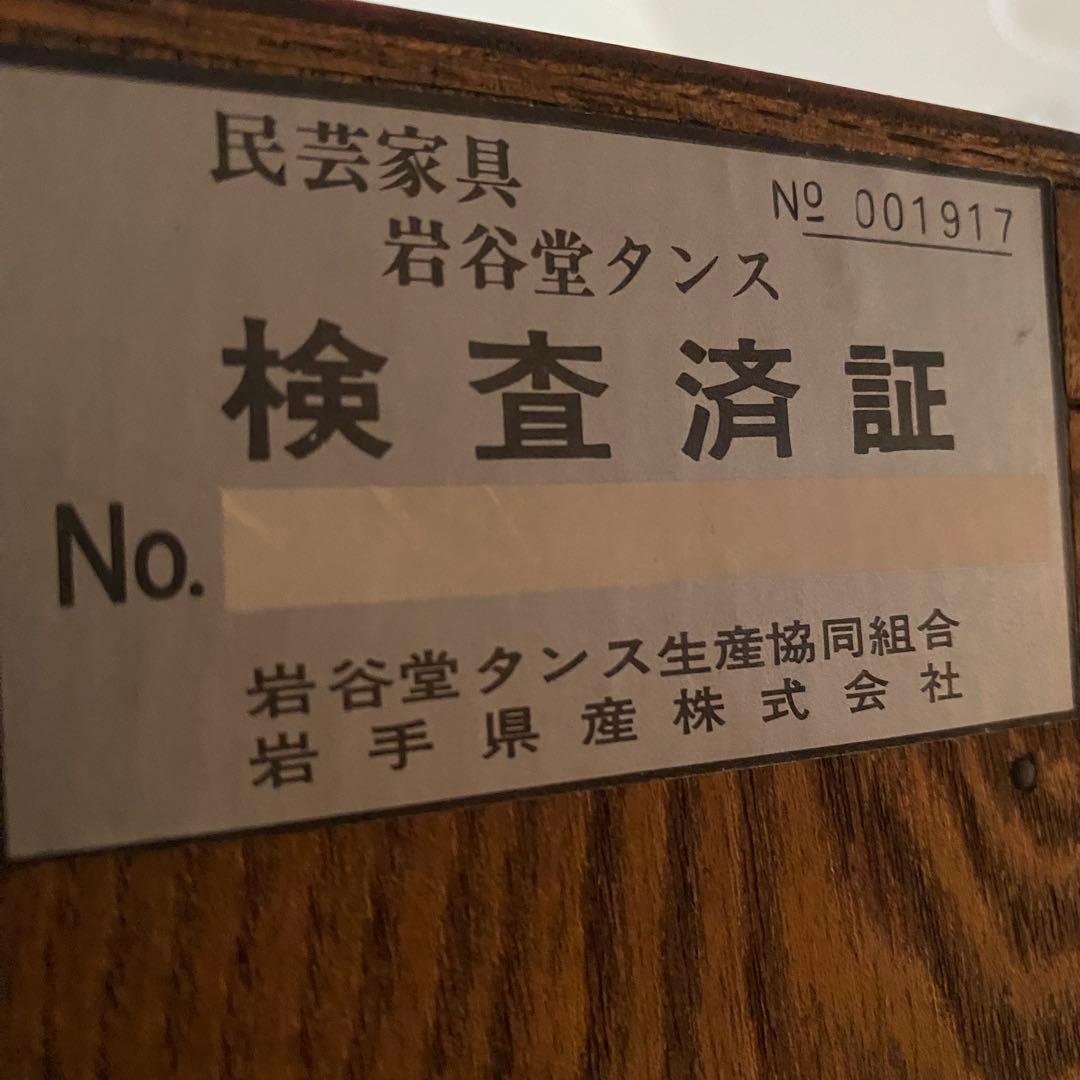 民芸家具
№ 001917
岩谷堂タンス
検査済証
No.
岩谷堂タンス生産協同組合
岩手県産株式会社